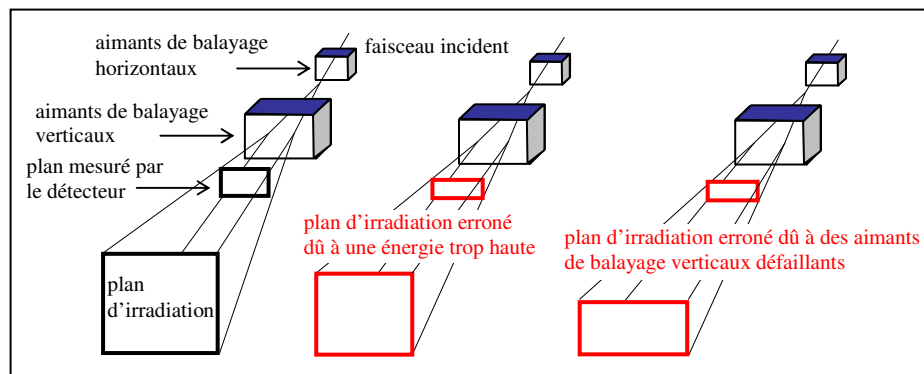 aimants de balayage
horizontaux
faisceau incident
aimants de balayage
verticaux
plan mesuré par
le détecteur
plan
d’irradiation
plan d’irradiation erroné
dû à une énergie trop haute
plan d’irradiation erroné dû à des aimants
de balayage verticaux défaillants